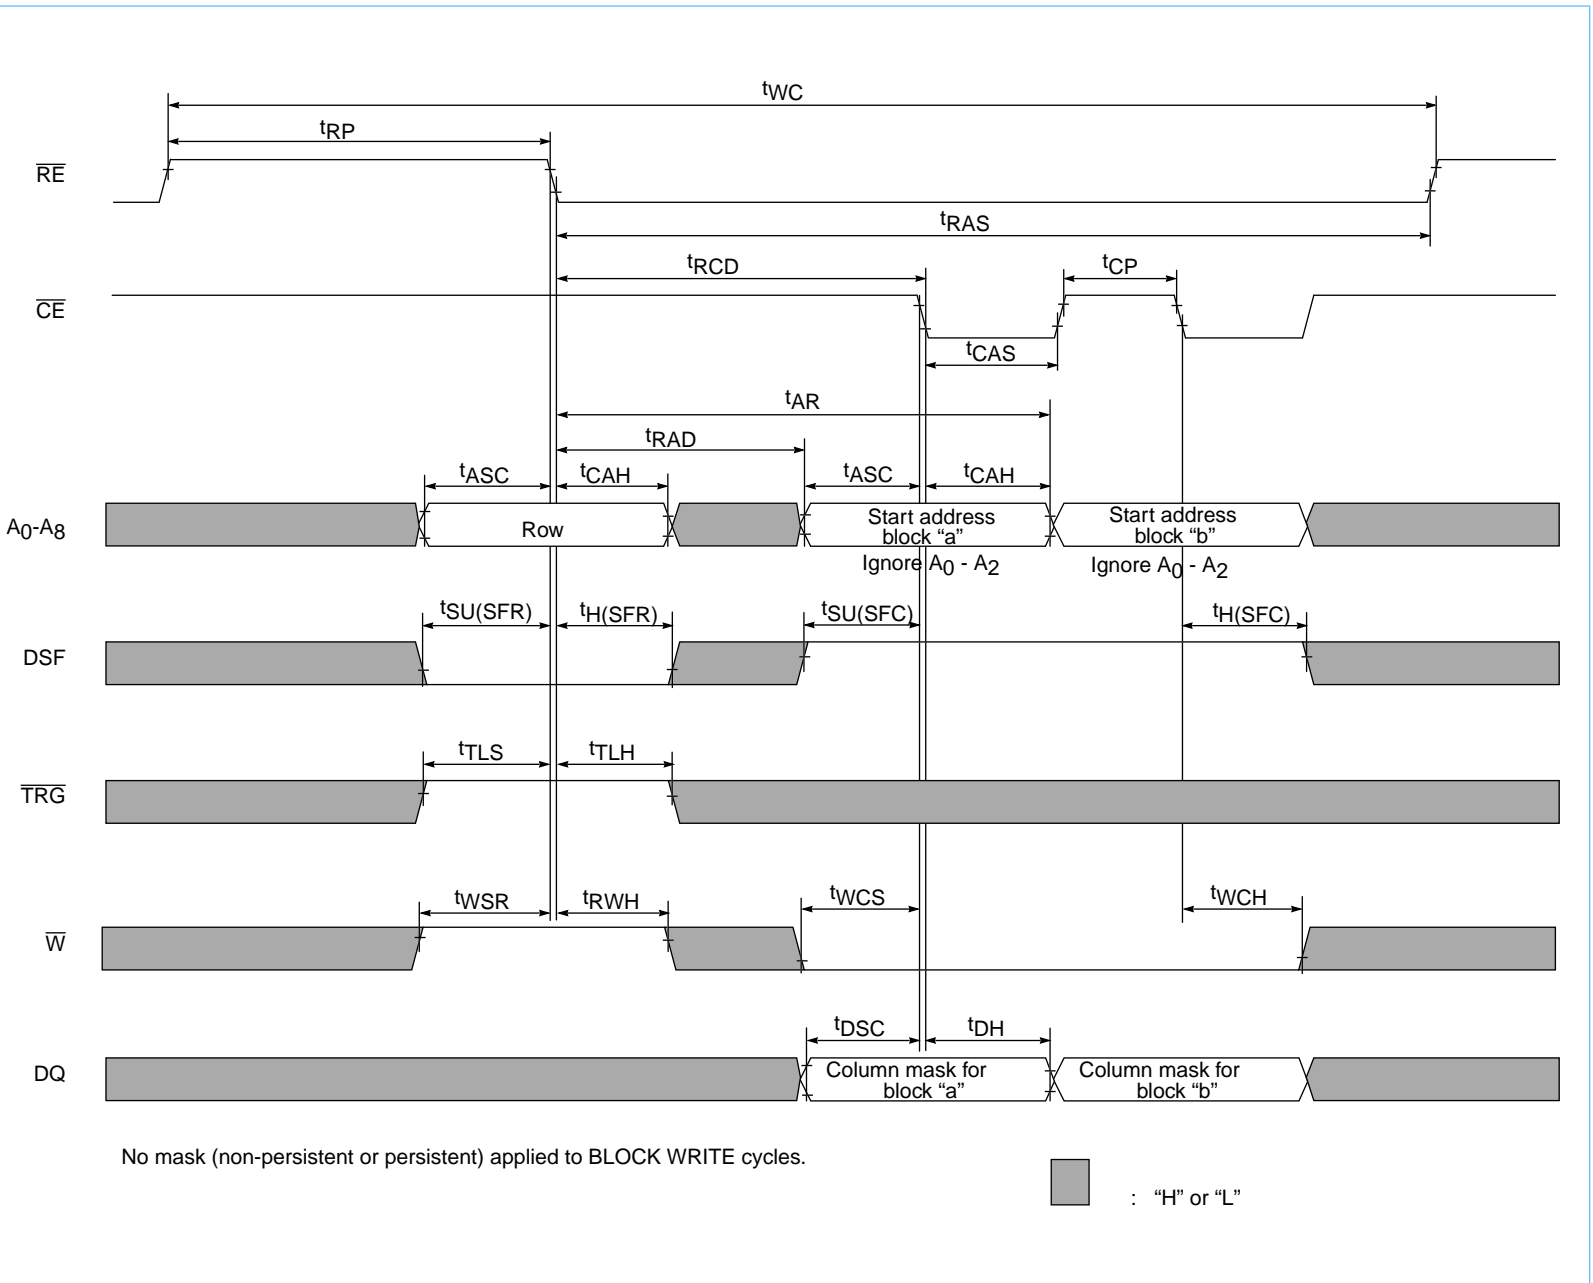 tWC
tRP
RE
tRAS
tRCD
tCP
CE
tCAS
tAR
tRAD
tASC
tCAH
tASC
tCAH
A0-A8
Row
Start address
block “a”
Start address
block “b”
Ignore A0 - A2
Ignore A0 - A2
tSU(SFR)
tH(SFR)
tSU(SFC)
tH(SFC)
DSF
tTLS
tTLH
TRG
tWSR
tRWH
tWCS
tWCH
W
tDSC
tDH
DQ
Column mask for
block “a”
Column mask for
block “b”
No mask (non-persistent or persistent) applied to BLOCK WRITE cycles.
: “H” or “L”